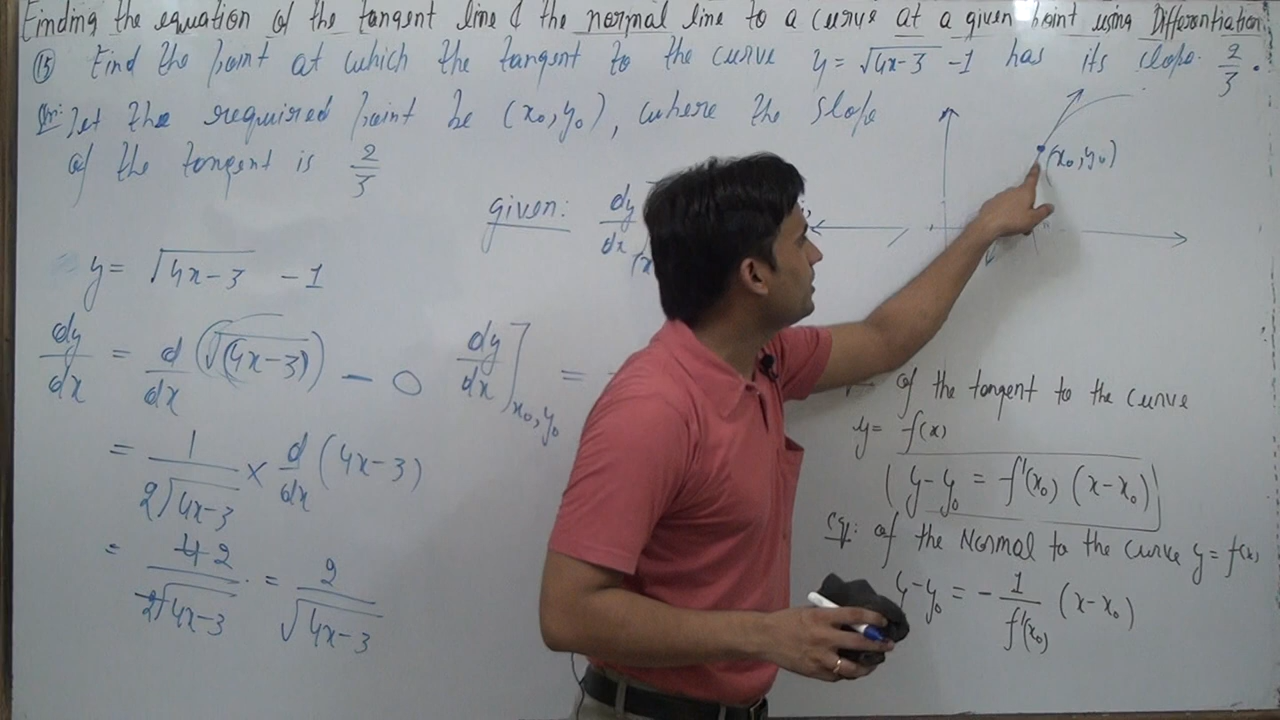 Finding the equation of the tangent line & the normal line to a curve at a given point using Differentiation.
⑮ Find the point at which the tangent to the curve y = √(4x-3) -1 has its slope 2/3.
Sol: Let the required point be (x₀, y₀), where the slope
of the tangent is 2/3
given: dy/dx
y = √(4x-3) -1
dy/dx = d/dx (√(4x-3)) - 0
= 1/(2√(4x-3)) × d/dx (4x-3)
= 4 2/(2√(4x-3)) = 2/√(4x-3)
dy/dx]x₀, y₀ =
(x₀, y₀)
of the tangent to the curve
y = f(x)
(y-y₀ = f'(x₀) (x-x₀))
Eq: of the Normal to the curve y = f(x)
y-y₀ = -1/f'(x₀) (x-x₀)